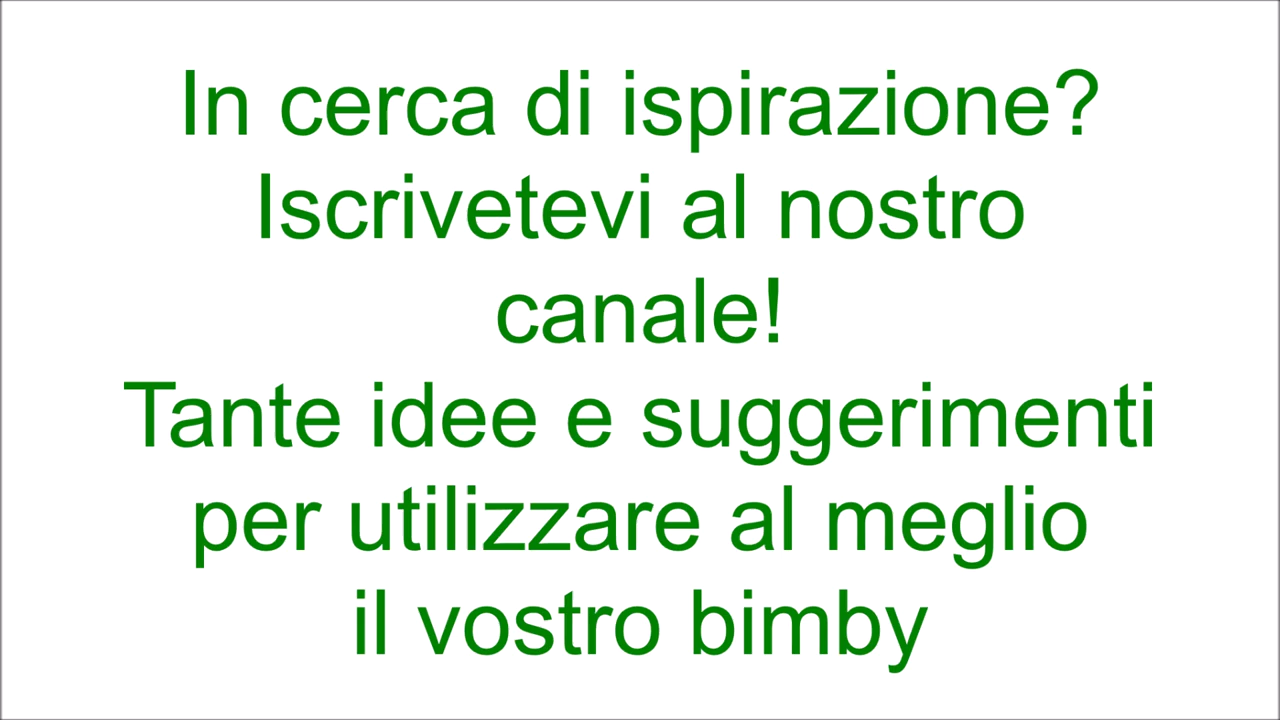 In cerca di ispirazione?
Iscrivetevi al nostro
canale!
Tante idee e suggerimenti
per utilizzare al meglio
il vostro bimby